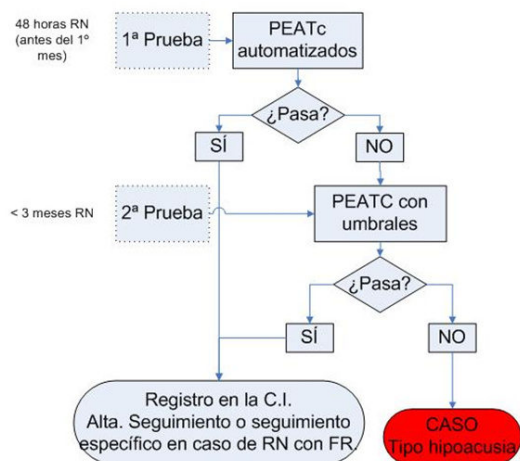 48 horas RN
(antes del 1º
mes)
1ª Prueba
PEATc
automatizados
¿Pasa?
SÍ
NO
< 3 meses RN
2ª Prueba
PEATC con
umbrales
¿Pasa?
SÍ
NO
Registro en la C.I.
Alta. Seguimiento o seguimiento
específico en caso de RN con FR.
CASO
Tipo hipoacusia